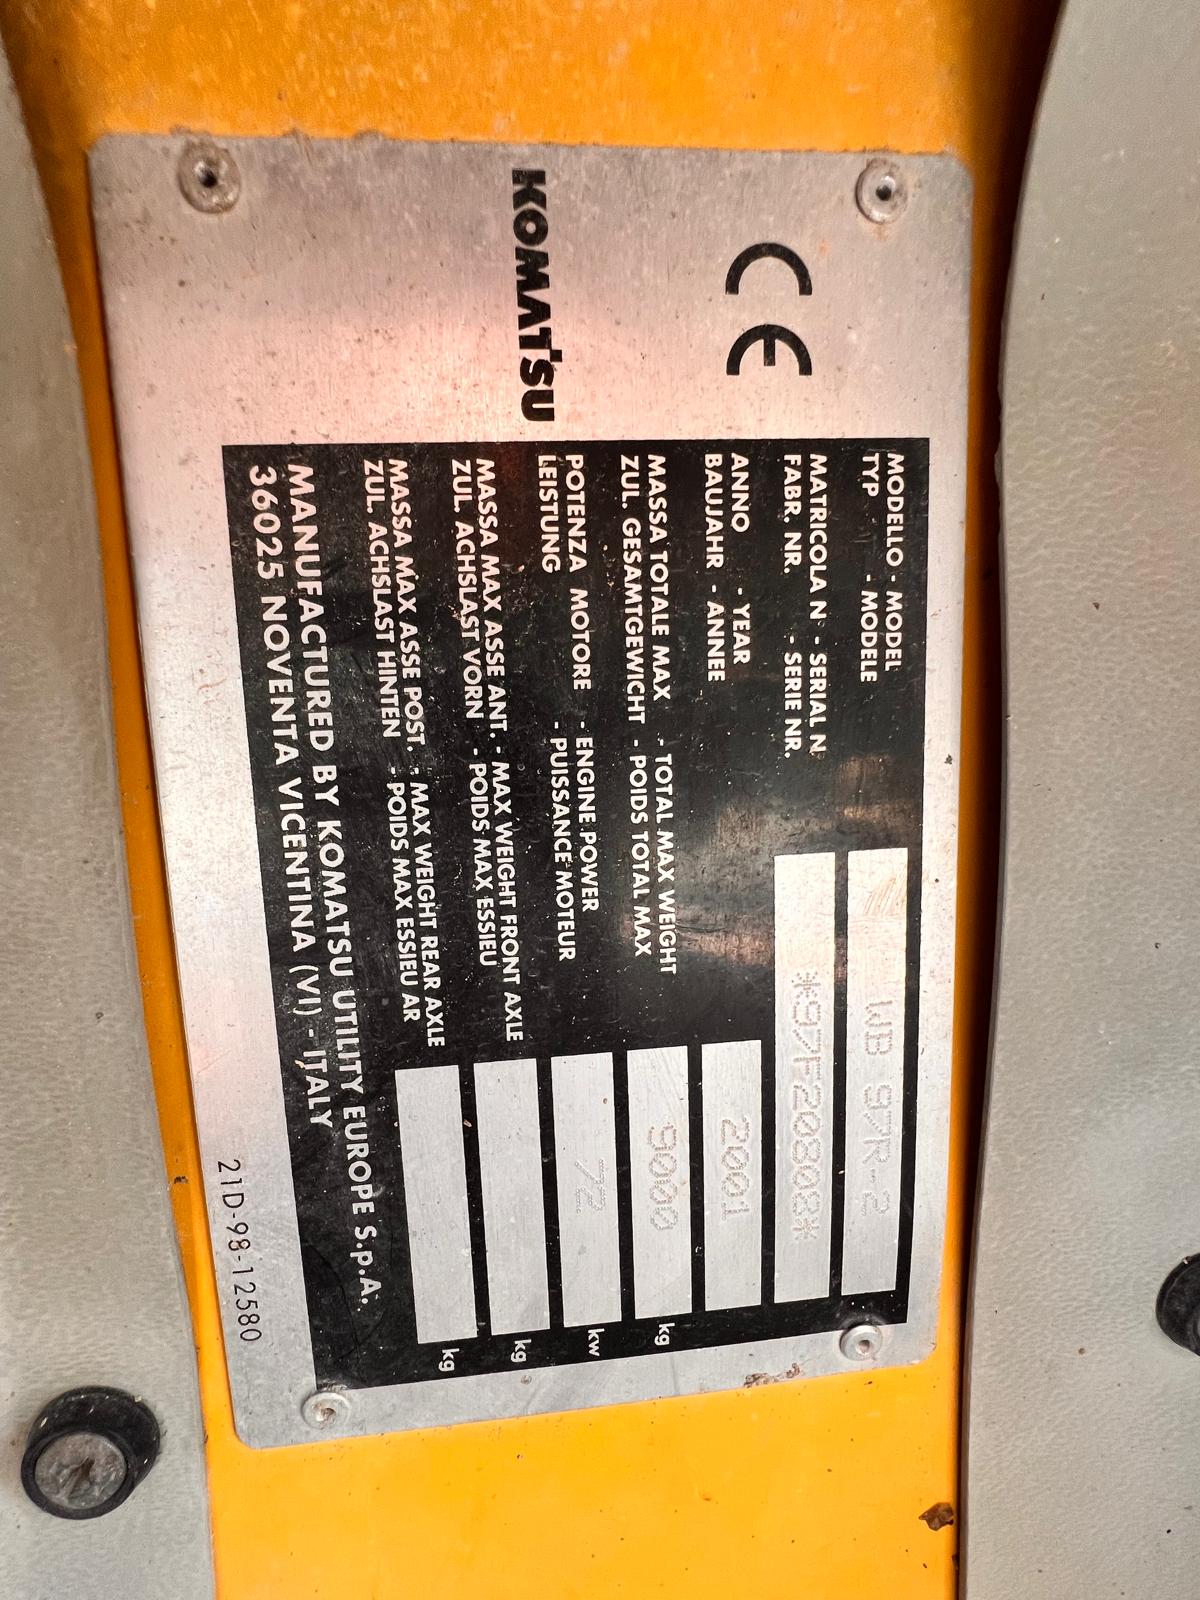 CE
KOMATSU
MODELLO - MODEL
TYP - MODELE
WB 97R-2
MATRICOLA N - SERIAL N.
FABR. NR. - SERIE NR.
*97F20808*
ANNO - YEAR
BAUJAHR - ANNEE
2001
MASSA TOTALE MAX - TOTAL MAX WEIGHT
ZUL. GESAMTGEWICHT - POIDS TOTAL MAX
9000 kg
POTENZA MOTORE - ENGINE POWER
LEISTUNG - PUISSANCE MOTEUR
72 kw
MASSA MAX ASSE ANT. - MAX WEIGHT FRONT AXLE
ZUL. ACHSLAST VORN - POIDS MAX ESSIEU
kg
MASSA MAX ASSE POST. - MAX WEIGHT REAR AXLE
ZUL. ACHSLAST HINTEN - POIDS MAX ESSIEU AR
kg
MANUFACTURED BY KOMATSU UTILITY EUROPE S.p.A.
36025 NOVENTA VICENTINA (VI) - ITALY
21D-98-12580